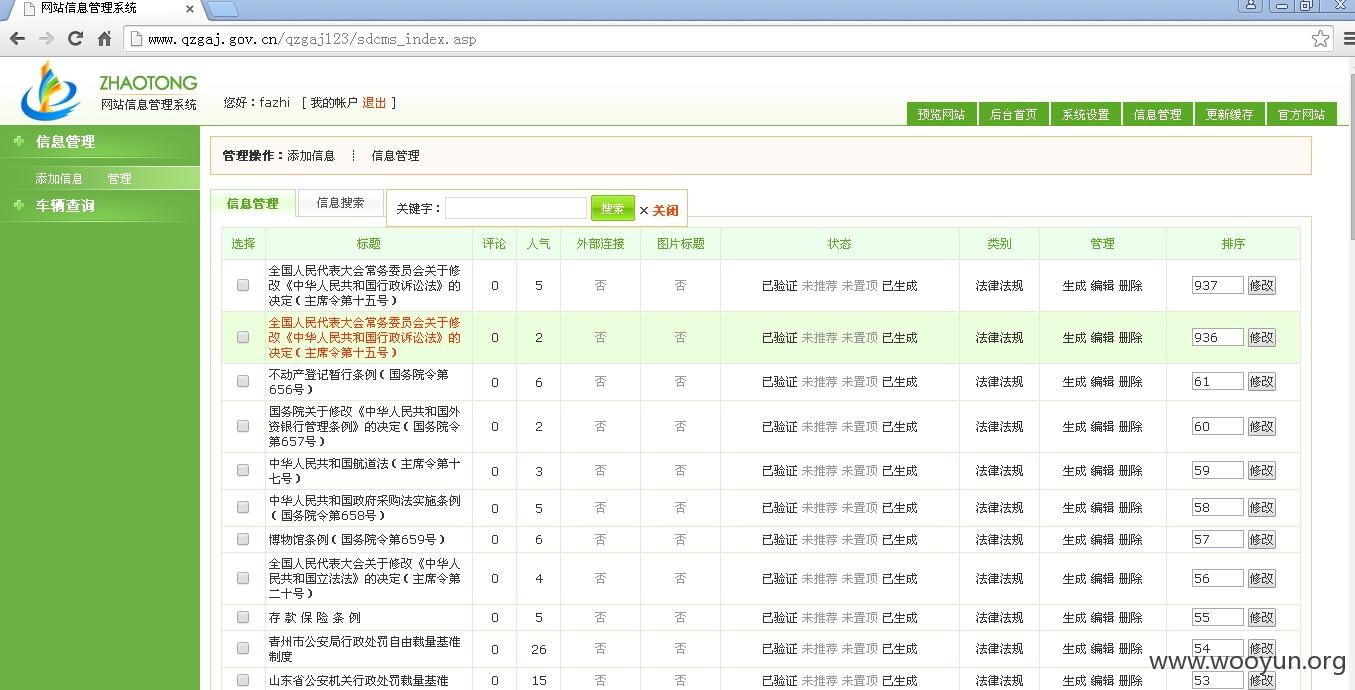 网站信息管理系统
www.qzgaj.gov.cn/qzgaj123/sdcms_index.asp
ZHAOTONG
网站信息管理系统
您好：fazhi [ 我的帐户 退出 ]
预览网站 后台首页 系统设置 信息管理 更新缓存 官方网站
信息管理
添加信息 管理
车辆查询
管理操作：添加信息 ┊ 信息管理
信息管理 信息搜索 关键字： 搜索 × 关闭
选择 标题 评论 人气 外部连接 图片标题 状态 类别 管理 排序
全国人民代表大会常务委员会关于修
改《中华人民共和国行政诉讼法》的
决定（主席令第十五号）
0 5 否 否 已验证 未推荐 未置顶 已生成 法律法规 生成 编辑 删除 937 修改
全国人民代表大会常务委员会关于修
改《中华人民共和国行政诉讼法》的
决定（主席令第十五号）
0 2 否 否 已验证 未推荐 未置顶 已生成 法律法规 生成 编辑 删除 936 修改
不动产登记暂行条例（国务院令第
656号）
0 6 否 否 已验证 未推荐 未置顶 已生成 法律法规 生成 编辑 删除 61 修改
国务院关于修改《中华人民共和国外
资银行管理条例》的决定（国务院令
第657号）
0 2 否 否 已验证 未推荐 未置顶 已生成 法律法规 生成 编辑 删除 60 修改
中华人民共和国航道法（主席令第十
七号）
0 3 否 否 已验证 未推荐 未置顶 已生成 法律法规 生成 编辑 删除 59 修改
中华人民共和国政府采购法实施条例
（国务院令第658号）
0 5 否 否 已验证 未推荐 未置顶 已生成 法律法规 生成 编辑 删除 58 修改
博物馆条例（国务院令第659号）
0 6 否 否 已验证 未推荐 未置顶 已生成 法律法规 生成 编辑 删除 57 修改
全国人民代表大会关于修改《中华人
民共和国立法法》的决定（主席令第
二十号）
0 4 否 否 已验证 未推荐 未置顶 已生成 法律法规 生成 编辑 删除 56 修改
存 款 保 险 条 例
0 5 否 否 已验证 未推荐 未置顶 已生成 法律法规 生成 编辑 删除 55 修改
青州市公安局行政处罚自由裁量基准
制度
0 26 否 否 已验证 未推荐 未置顶 已生成 法律法规 生成 编辑 删除 54 修改
山东省公安机关行政处罚裁量基准
0 15 否 否 已验证 未推荐 未置顶 已生成 法律法规 生成 编辑 删除 53 修改
www.wooyun.org